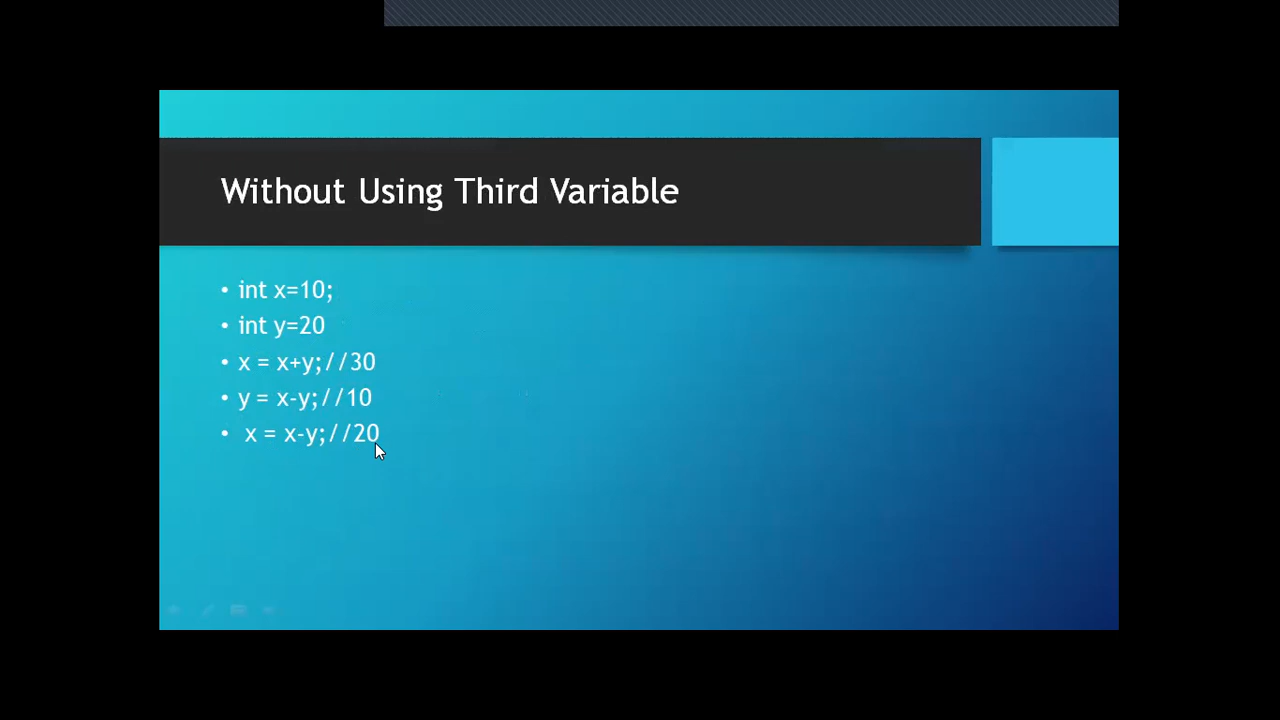 Without Using Third Variable
• int x=10;
• int y=20
• x = x+y;//30
• y = x-y;//10
• x = x-y;//20